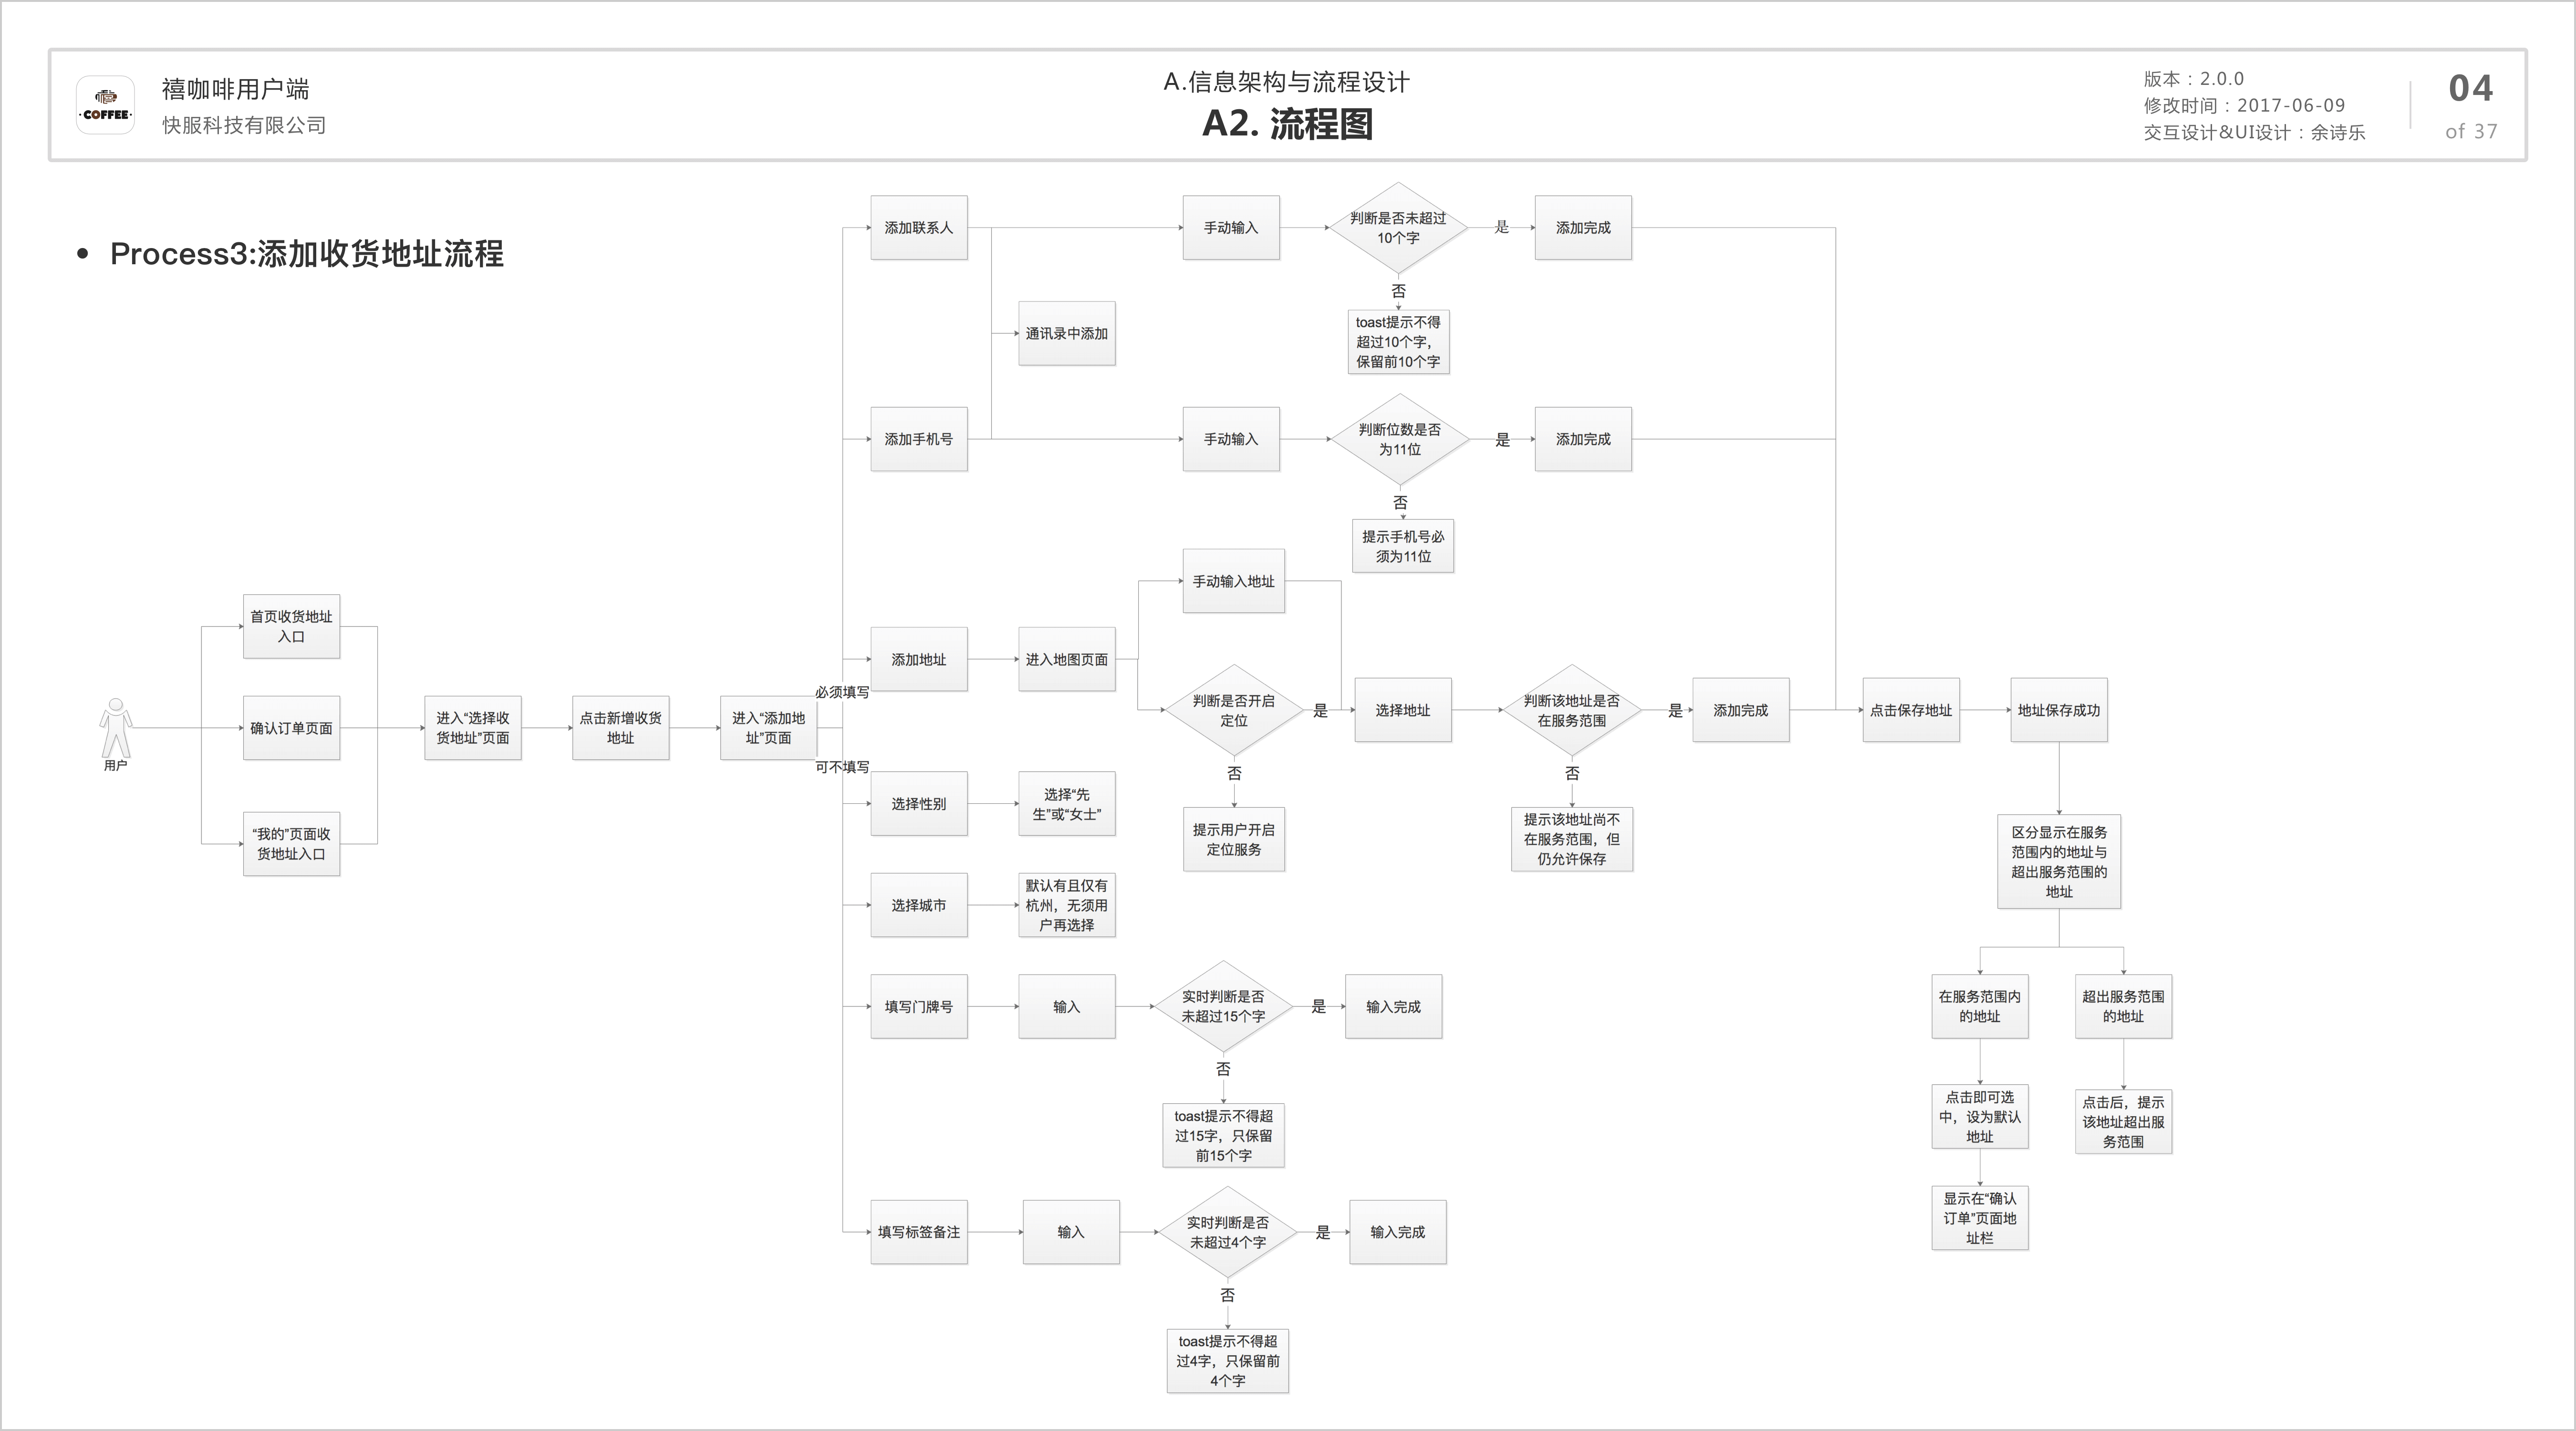 COFFEE
禧咖啡用户端
快服科技有限公司
A.信息架构与流程设计
A2. 流程图
版本：2.0.0
修改时间：2017-06-09
交互设计&UI设计：余诗乐
04
of 37
• Process3:添加收货地址流程
用户
首页收货地址
入口
确认订单页面
“我的”页面收
货地址入口
进入“选择收
货地址”页面
点击新增收货
地址
进入“添加地
址”页面
必须填写
可不填写
添加联系人
手动输入
判断是否未超过
10个字
是
添加完成
否
toast提示不得
超过10个字，
保留前10个字
通讯录中添加
添加手机号
手动输入
判断位数是否
为11位
是
添加完成
否
提示手机号必
须为11位
添加地址
进入地图页面
手动输入地址
判断是否开启
定位
是
否
提示用户开启
定位服务
选择地址
判断该地址是否
在服务范围
是
否
提示该地址尚不
在服务范围，但
仍允许保存
添加完成
点击保存地址
地址保存成功
区分显示在服务
范围内的地址与
超出服务范围的
地址
在服务范围内
的地址
点击即可选
中，设为默认
地址
显示在“确认
订单”页面地
址栏
超出服务范围
的地址
点击后，提示
该地址超出服
务范围
选择性别
选择“先
生”或“女士”
选择城市
默认有且仅有
杭州，无须用
户再选择
填写门牌号
输入
实时判断是否
未超过15个字
是
输入完成
否
toast提示不得超
过15字，只保留
前15个字
填写标签备注
输入
实时判断是否
未超过4个字
是
输入完成
否
toast提示不得超
过4字，只保留前
4个字